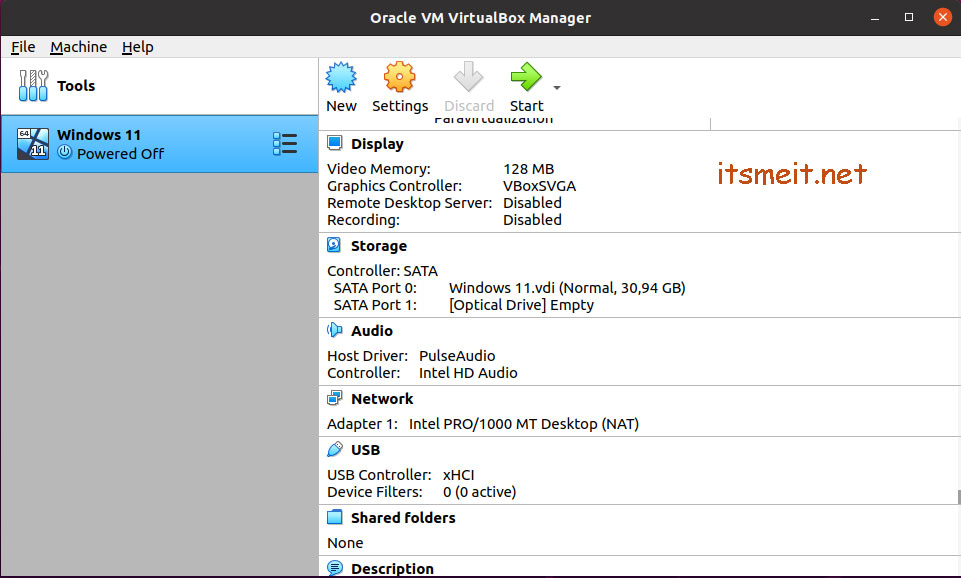 Oracle VM VirtualBox Manager
File Machine Help
Tools
New Settings Discard Start
64
11
Windows 11
Powered Off
Paravirtualization
Display
Video Memory: 128 MB
Graphics Controller: VBoxSVGA
Remote Desktop Server: Disabled
Recording: Disabled
itsmeit.net
Storage
Controller: SATA
SATA Port 0: Windows 11.vdi (Normal, 30,94 GB)
SATA Port 1: [Optical Drive] Empty
Audio
Host Driver: PulseAudio
Controller: Intel HD Audio
Network
Adapter 1: Intel PRO/1000 MT Desktop (NAT)
USB
USB Controller: xHCI
Device Filters: 0 (0 active)
Shared folders
None
Description